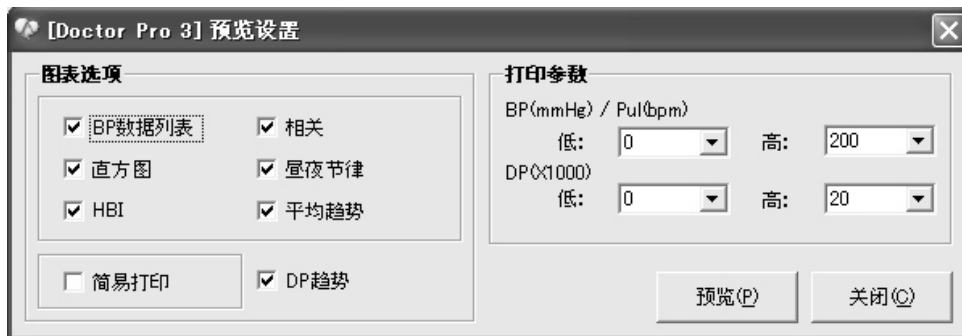 [Doctor Pro 3] 预览设置
图表选项
BP数据列表 相关
直方图 昼夜节律
HBI 平均趋势
简易打印 DP趋势
打印参数
BP(mmHg) / Pul(bpm)
低: 0 高: 200
DP(X1000)
低: 0 高: 20
预览(P) 关闭(C)